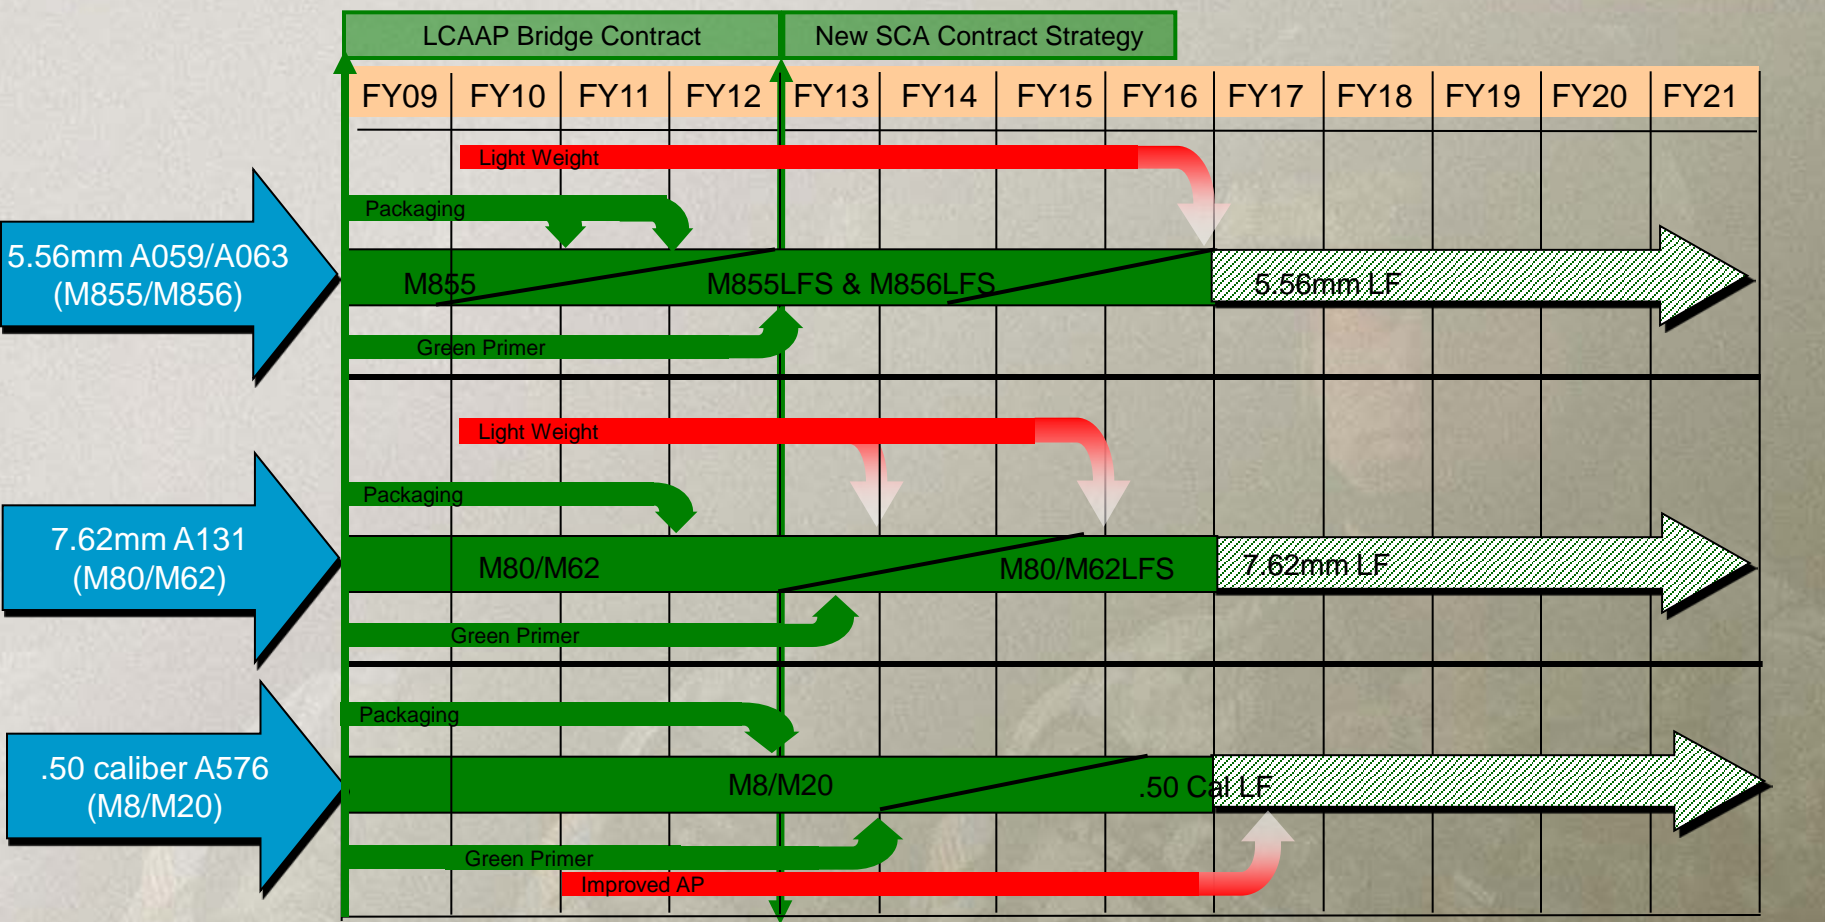 LCAAP Bridge Contract
New SCA Contract Strategy
FY09 FY10 FY11 FY12 FY13 FY14 FY15 FY16 FY17 FY18 FY19 FY20 FY21
Light Weight
Packaging
5.56mm A059/A063
(M855/M856)
M855
M855LFS & M856LFS
5.56mm LF
Green Primer
Light Weight
Packaging
7.62mm A131
(M80/M62)
M80/M62
M80/M62LFS
7.62mm LF
Green Primer
Packaging
.50 caliber A576
(M8/M20)
M8/M20
.50 Cal LF
Green Primer
Improved AP